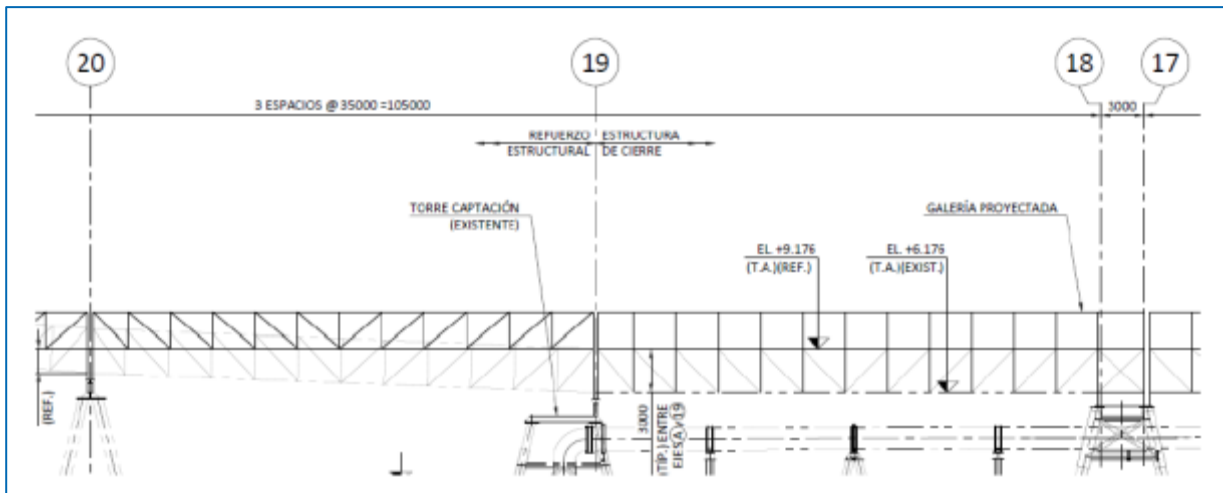 20
19
18
17
3 ESPACIOS @ 35000 =105000
3000
REFUERZO
ESTRUCTURAL
ESTRUCTURA
DE CIERRE
TORRE CAPTACIÓN
(EXISTENTE)
GALERÍA PROYECTADA
EL. +9.176
(T.A.)(REF.)
EL. +6.176
(T.A.)(EXIST.)
(REF.)
3000
(TÍP.) ENTRE
EJES A y 19